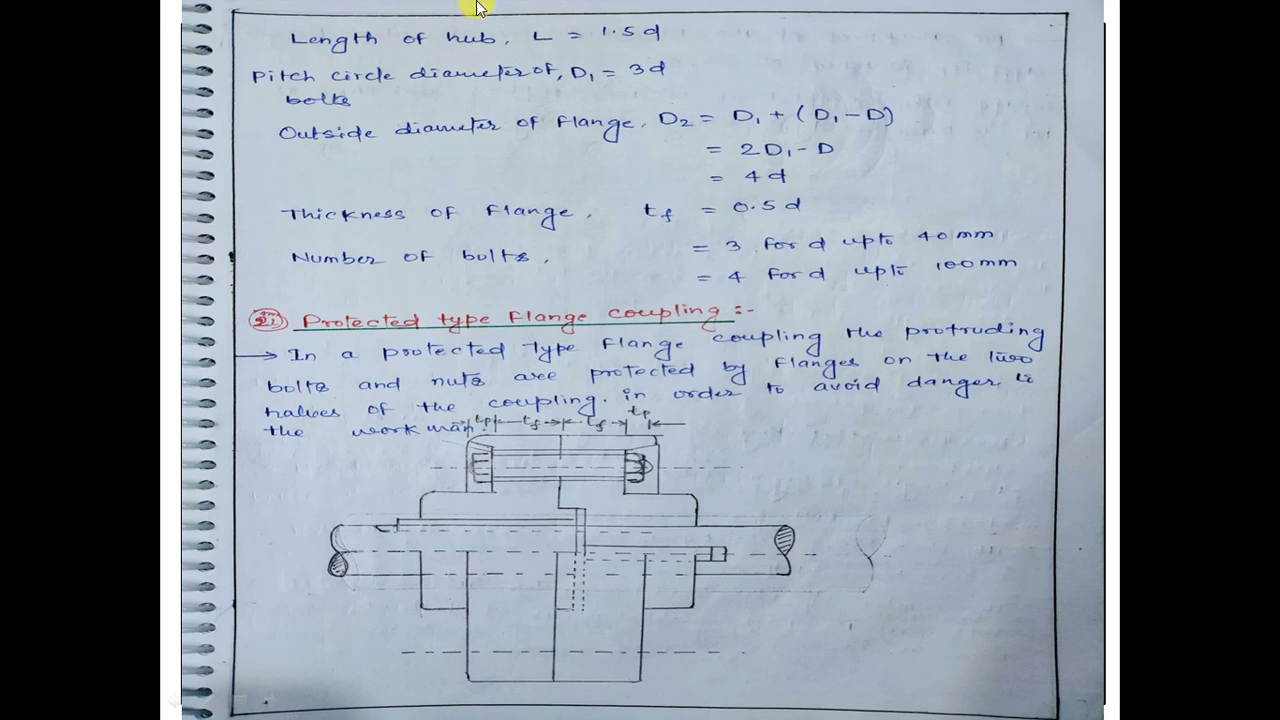 Length of hub, L = 1.5d
Pitch circle diameter of, D1 = 3d
bolts
Outside diameter of flange, D2 = D1 + (D1 - D)
= 2D1 - D
= 4d
Thickness of flange, tf = 0.5d
Number of bolts, = 3 for d upto 40mm
= 4 for d upto 100mm
Protected type flange coupling :-
→ In a protected type flange coupling the protruding
bolts and nuts are protected by flanges on the two
halves of the coupling. in order to avoid danger to
the workman.
tp tf tf tp